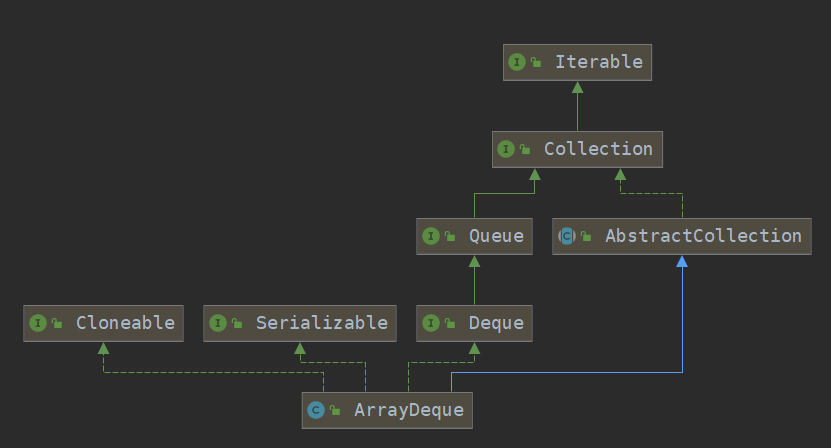 I Iterable
I Collection
I Queue
C AbstractCollection
I Cloneable
I Serializable
I Deque
C ArrayDeque